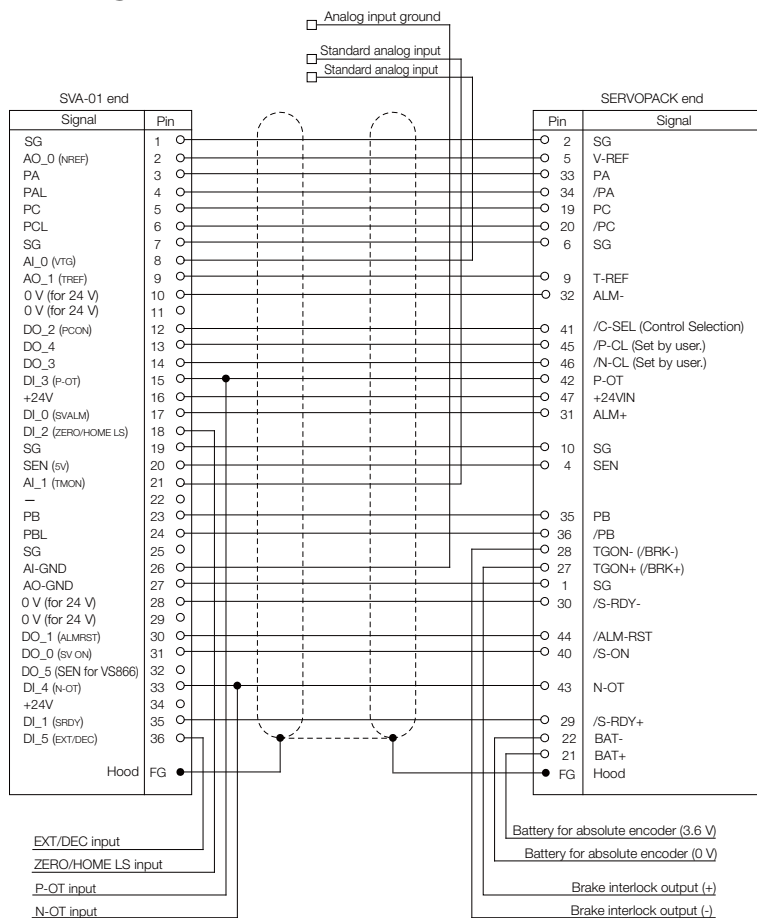 Analog input ground
Standard analog input
Standard analog input
SVA-01 end
SERVOPACK end
Signal Pin
Pin Signal
SG 1 2 SG
AO_0 (NREF) 2 5 V-REF
PA 3 33 PA
PAL 4 34 /PA
PC 5 19 PC
PCL 6 20 /PC
SG 7 6 SG
AI_0 (VTG) 8
AO_1 (TREF) 9 9 T-REF
0 V (for 24 V) 10 32 ALM-
0 V (for 24 V) 11
DO_2 (PCON) 12 41 /C-SEL (Control Selection)
DO_4 13 45 /P-CL (Set by user.)
DO_3 14 46 /N-CL (Set by user.)
DI_3 (P-OT) 15 42 P-OT
+24V 16 47 +24VIN
DI_0 (SVALM) 17 31 ALM+
DI_2 (ZERO/HOME LS) 18
SG 19 10 SG
SEN (5V) 20 4 SEN
AI_1 (TMON) 21
– 22
PB 23 35 PB
PBL 24 36 /PB
SG 25 28 TGON- (/BRK-)
AI-GND 26 27 TGON+ (/BRK+)
AO-GND 27 1 SG
0 V (for 24 V) 28 30 /S-RDY-
0 V (for 24 V) 29
DO_1 (ALMRST) 30 44 /ALM-RST
DO_0 (SV ON) 31 40 /S-ON
DO_5 (SEN for VS866) 32
DI_4 (N-OT) 33 43 N-OT
+24V 34
DI_1 (SRDY) 35 29 /S-RDY+
DI_5 (EXT/DEC) 36 22 BAT-
21 BAT+
Hood FG FG Hood
EXT/DEC input
ZERO/HOME LS input
P-OT input
N-OT input
Battery for absolute encoder (3.6 V)
Battery for absolute encoder (0 V)
Brake interlock output (+)
Brake interlock output (-)